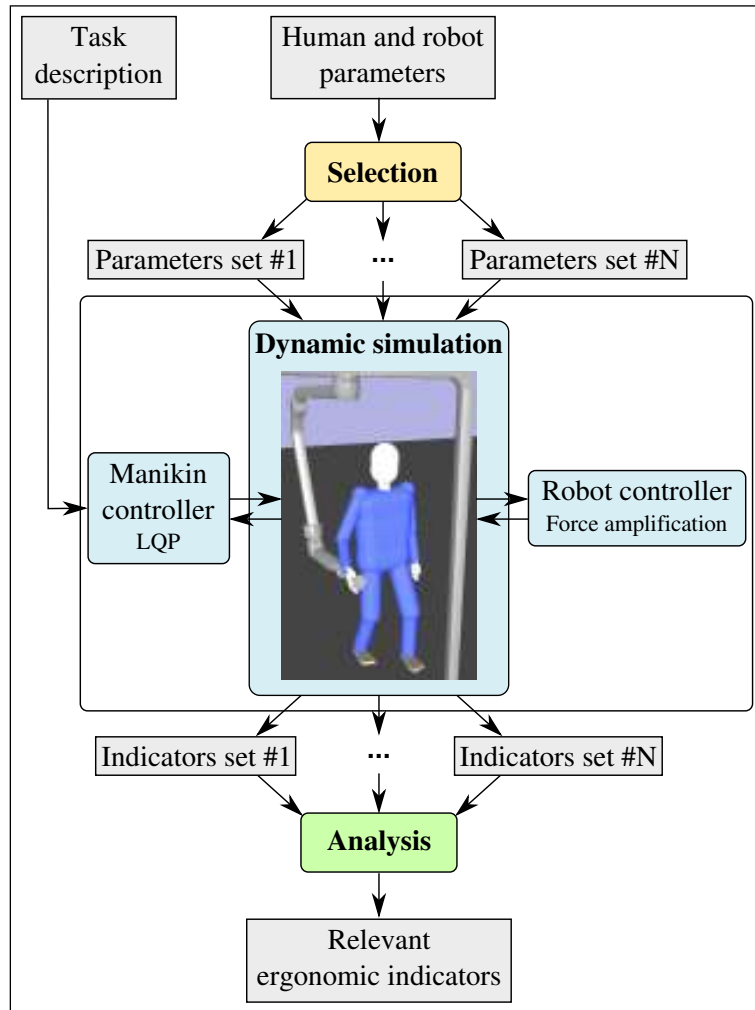 Task
description
Human and robot
parameters
Selection
Parameters set #1
...
Parameters set #N
Dynamic simulation
Manikin
controller
LQP
Robot controller
Force amplification
Indicators set #1
...
Indicators set #N
Analysis
Relevant
ergonomic indicators